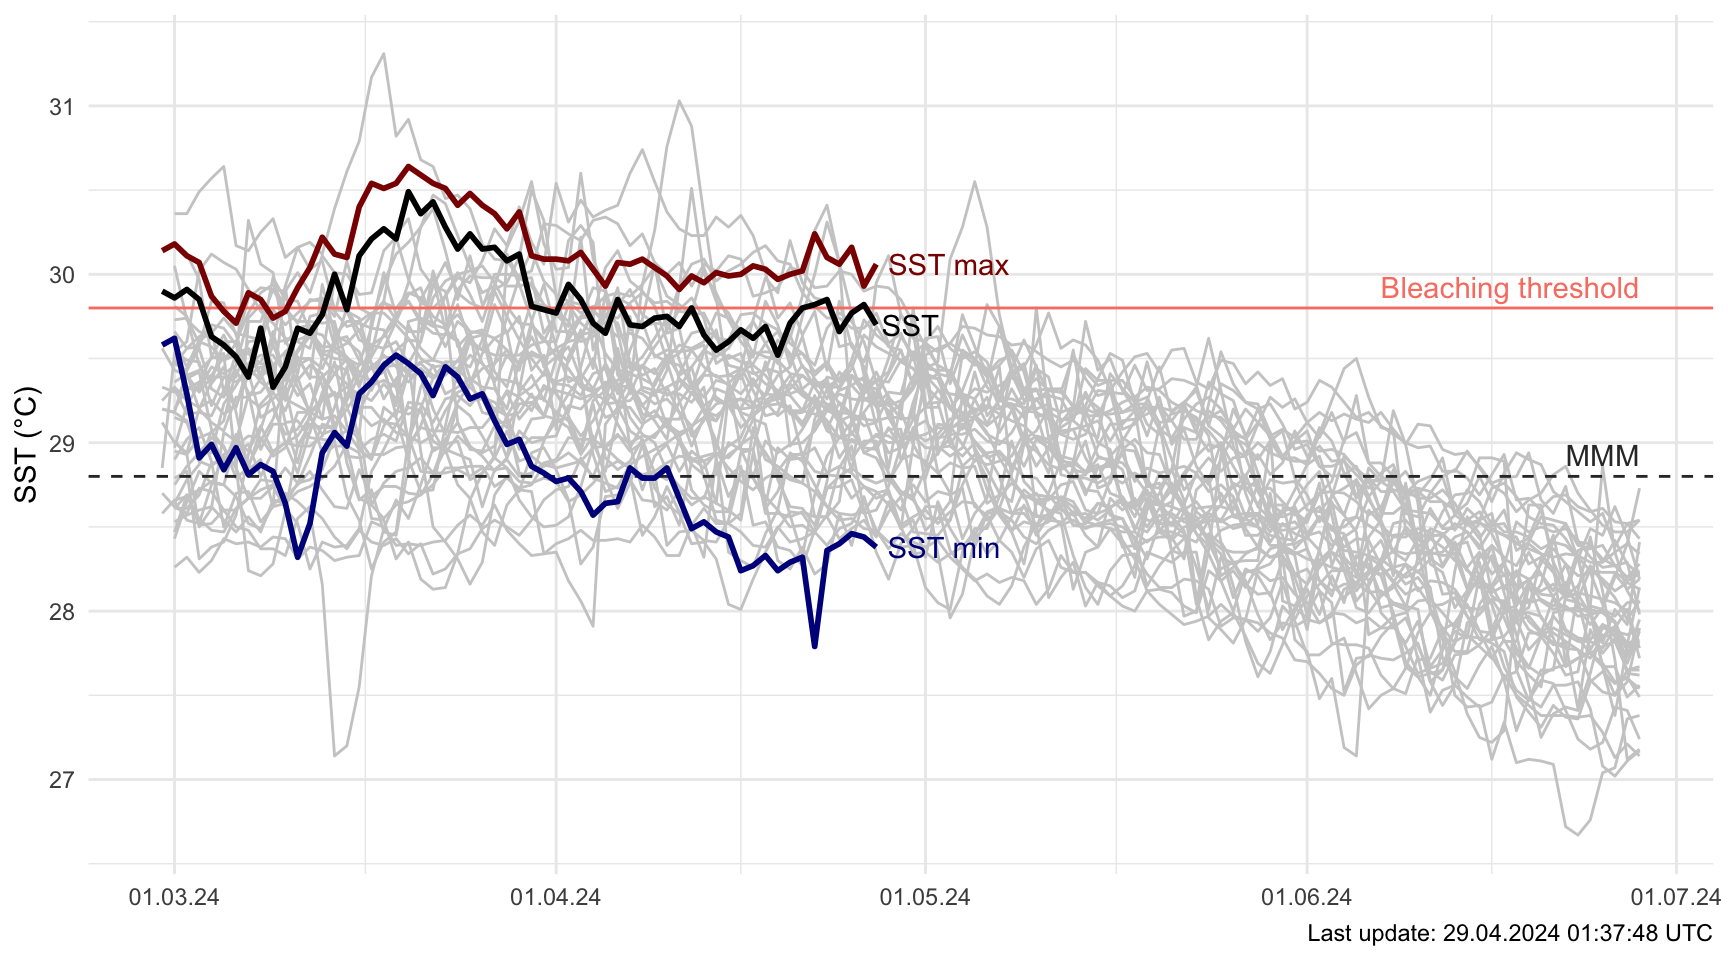 SST (°C)
31
30
29
28
27
SST max
Bleaching threshold
SST
MMM
SST min
01.03.24
01.04.24
01.05.24
01.06.24
01.07.24
Last update: 29.04.2024 01:37:48 UTC